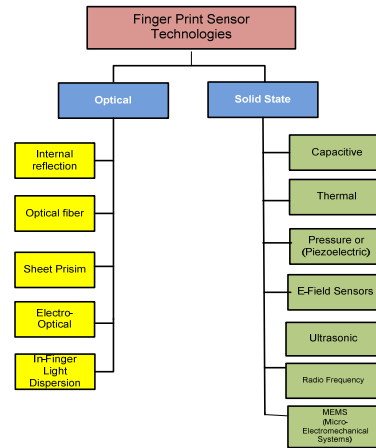 Finger Print Sensor
Technologies
Optical
Solid State
Internal
reflection
Optical fiber
Sheet Prisim
Electro-
Optical
In-Finger
Light
Dispersion
Capacitive
Thermal
Pressure or
(Piezoelectric)
E-Field Sensors
Ultrasonic
Radio Frequency
MEMS
(Micro-
Electromechanical
Systems)